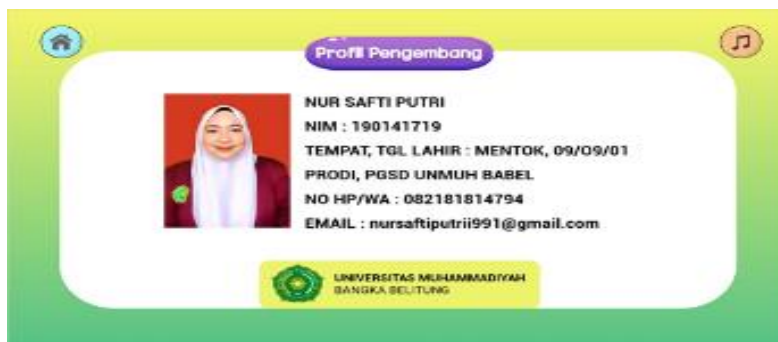 Profil Pengembang
NUR SAFTI PUTRI
NIM : 190141719
TEMPAT, TGL LAHIR : MENTOK, 09/09/01
PRODI, PGSD UNMUH BABEL
NO HP/WA : 082181814794
EMAIL : nursaftiputrii991@gmail.com
UNIVERSITAS MUHAMMADIYAH
BANGKA BELITUNG